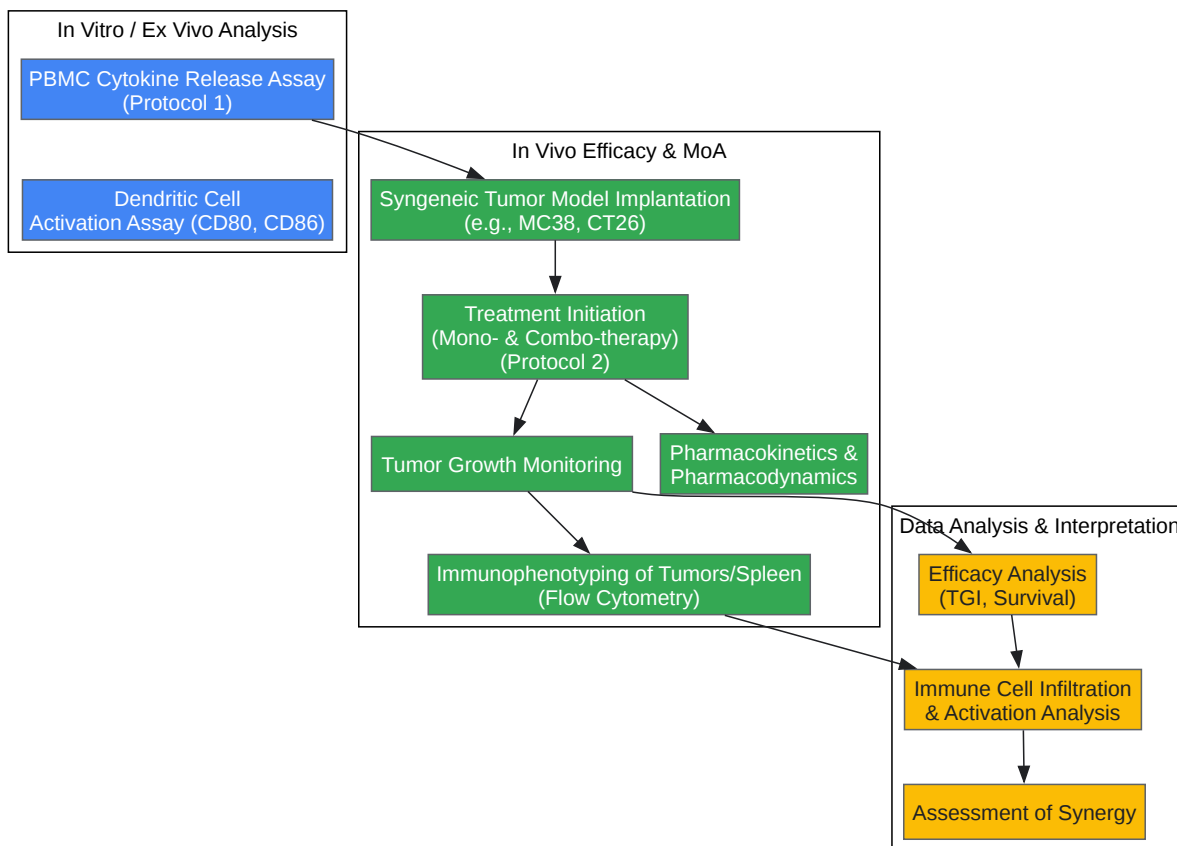 In Vitro / Ex Vivo Analysis
PBMC Cytokine Release Assay
(Protocol 1)
Dendritic Cell
Activation Assay (CD80, CD86)
In Vivo Efficacy & MoA
Syngeneic Tumor Model Implantation
(e.g., MC38, CT26)
Treatment Initiation
(Mono- & Combo-therapy)
(Protocol 2)
Tumor Growth Monitoring
Pharmacokinetics &
Pharmacodynamics
Immunophenotyping of Tumors/Spleen
(Flow Cytometry)
Data Analysis & Interpretation
Efficacy Analysis
(TGI, Survival)
Immune Cell Infiltration
& Activation Analysis
Assessment of Synergy